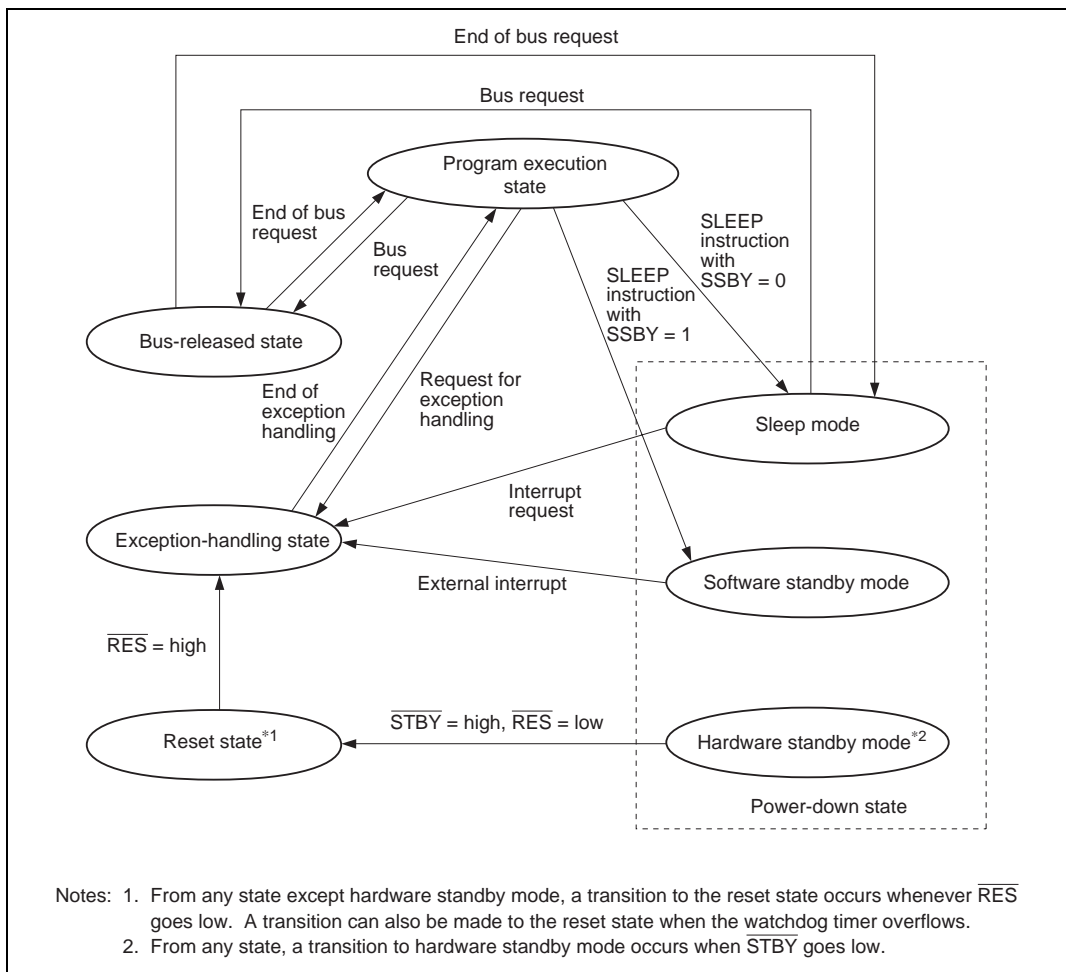 End of bus request
Bus request
Program execution
state
End of bus
request
Bus
request
SLEEP
instruction
with
SSBY = 0
SLEEP
instruction
with
SSBY = 1
Bus-released state
End of
exception
handling
Request for
exception
handling
Sleep mode
Interrupt
request
Exception-handling state
External interrupt
Software standby mode
R̅E̅S̅ = high
S̅T̅B̅Y̅ = high, R̅E̅S̅ = low
Reset state*1
Hardware standby mode*2
Power-down state
Notes: 1. From any state except hardware standby mode, a transition to the reset state occurs whenever R̅E̅S̅
goes low. A transition can also be made to the reset state when the watchdog timer overflows.
2. From any state, a transition to hardware standby mode occurs when S̅T̅B̅Y̅ goes low.